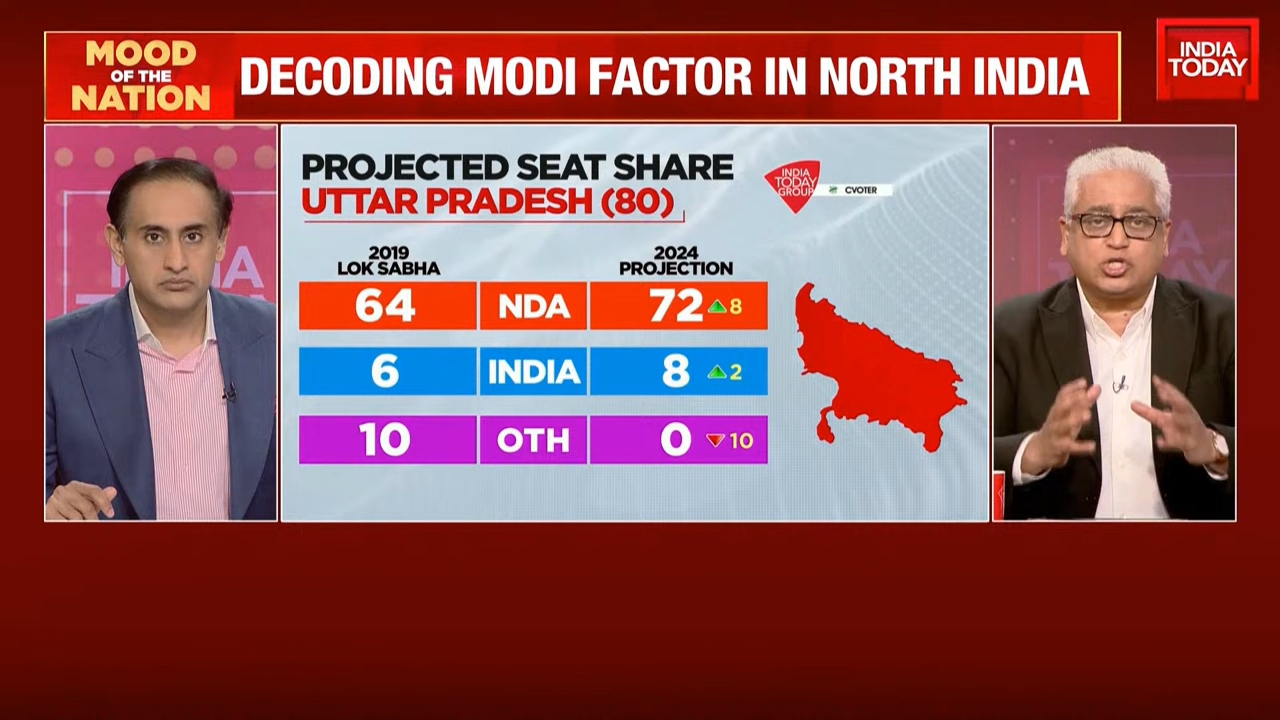 MOOD
OF THE
NATION
DECODING MODI FACTOR IN NORTH INDIA
INDIA
TODAY
PROJECTED SEAT SHARE
UTTAR PRADESH (80)
INDIA
TODAY
GROUP
CVOTER
2019
LOK SABHA
2024
PROJECTION
64 NDA 72 8
6 INDIA 8 2
10 OTH 0 10